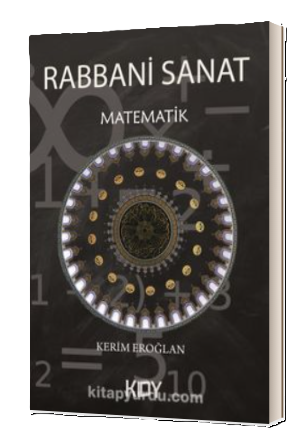 RABBANİ SANAT
MATEMATİK
KERİM EROĞLAN
KDY
kitapyurdu.com